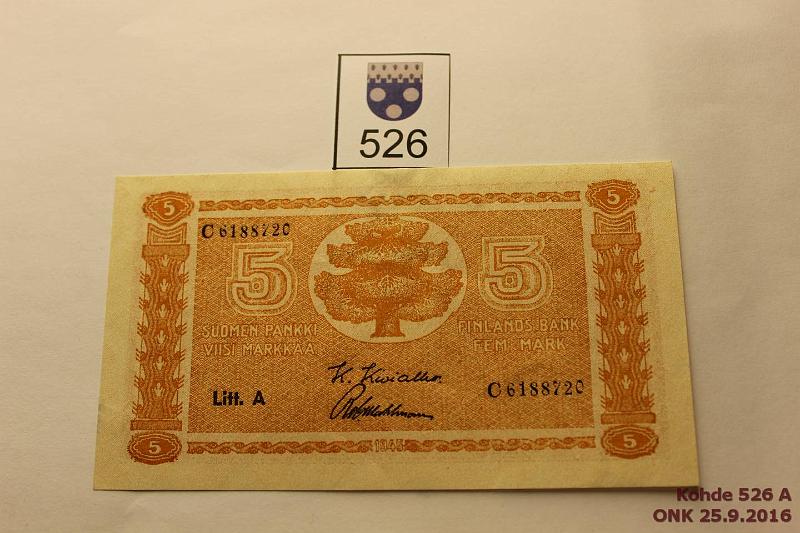 526
5 5
C6188720
5 5
SUOMEN PANKKI FINLANDS BANK
VIISI MARKKAA FEM MARK
Litt. A
C6188720
5 1945 5
Kohde 526 A
ONK 25.9.2016